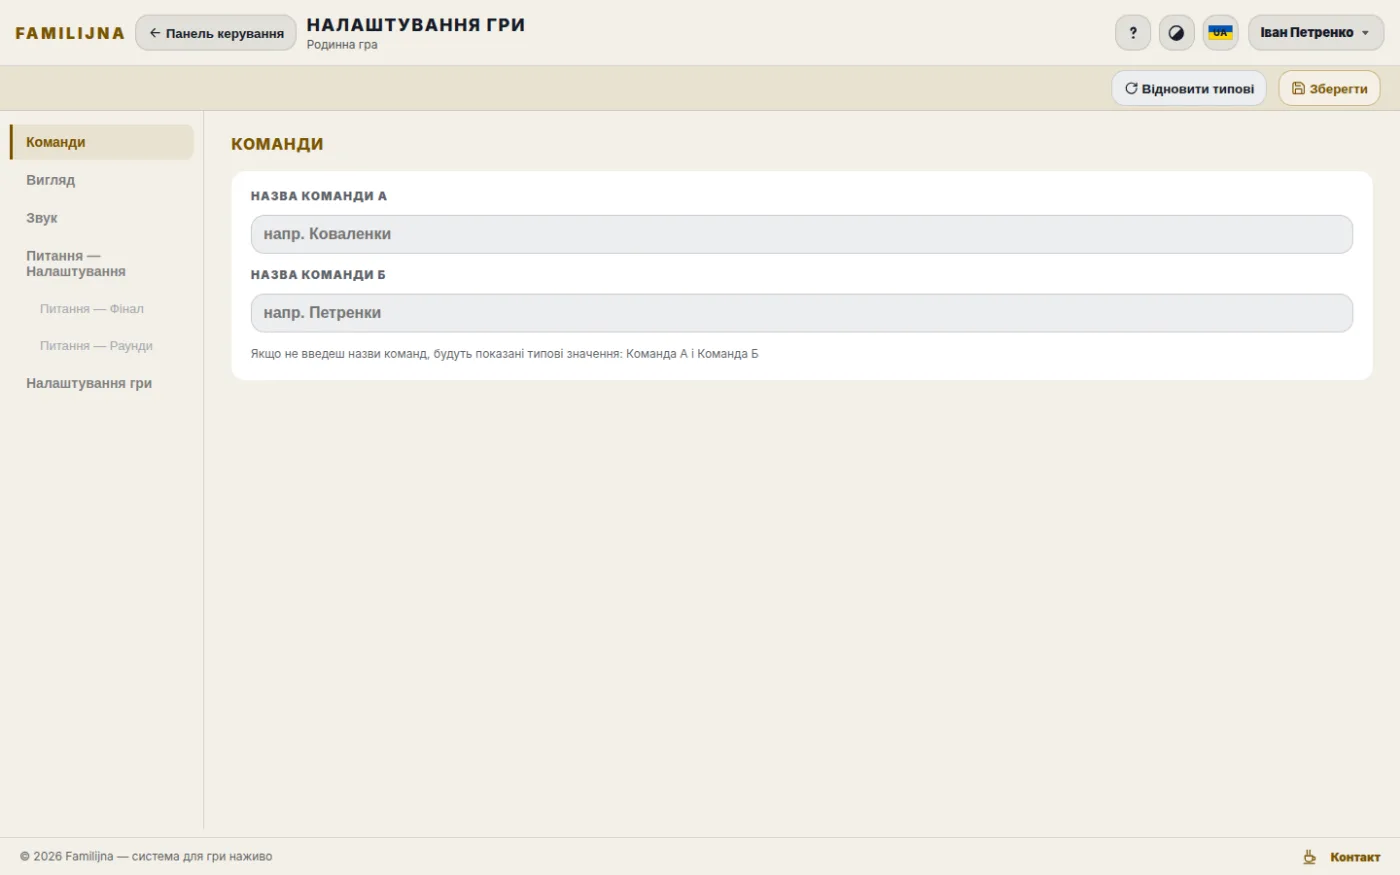 FAMILIJNA
← Панель керування
НАЛАШТУВАННЯ ГРИ
Родинна гра
?
UA
Іван Петренко
Відновити типові
Зберегти
Команди
Вигляд
Звук
Питання —
Налаштування
Питання — Фінал
Питання — Раунди
Налаштування гри
КОМАНДИ
НАЗВА КОМАНДИ А
напр. Коваленки
НАЗВА КОМАНДИ Б
напр. Петренки
Якщо не введеш назви команд, будуть показані типові значення: Команда А і Команда Б
© 2026 Familijna — система для гри наживо
Контакт